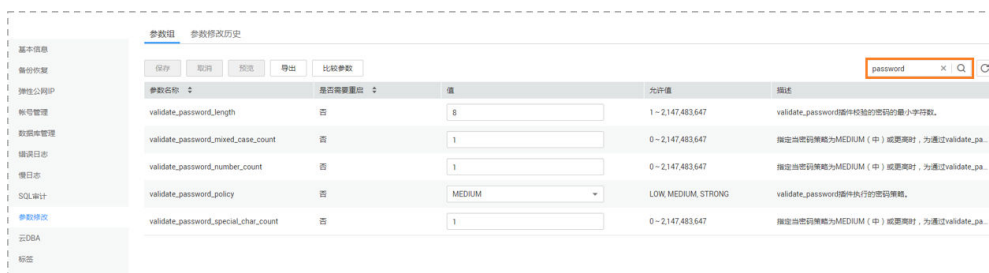 参数组 参数修改历史
基本信息
备份恢复
弹性公网IP
帐号管理
数据库管理
错误日志
慢日志
SQL审计
参数修改
云DBA
标签
保存 取消 预览 导出 比较参数 password
参数名称 是否需要重启 值 允许值 描述
validate_password_length 否 8 1 ~ 2,147,483,647 validate_password插件校验的密码的最小字符数。
validate_password_mixed_case_count 否 1 0 ~ 2,147,483,647 指定当密码策略为MEDIUM（中）或更高时，为通过validate_pa...
validate_password_number_count 否 1 0 ~ 2,147,483,647 指定当密码策略为MEDIUM（中）或更高时，为通过validate_pa...
validate_password_policy 否 MEDIUM LOW, MEDIUM, STRONG validate_password插件执行的密码策略。
validate_password_special_char_count 否 1 0 ~ 2,147,483,647 指定当密码策略为MEDIUM（中）或更高时，为通过validate_pa...